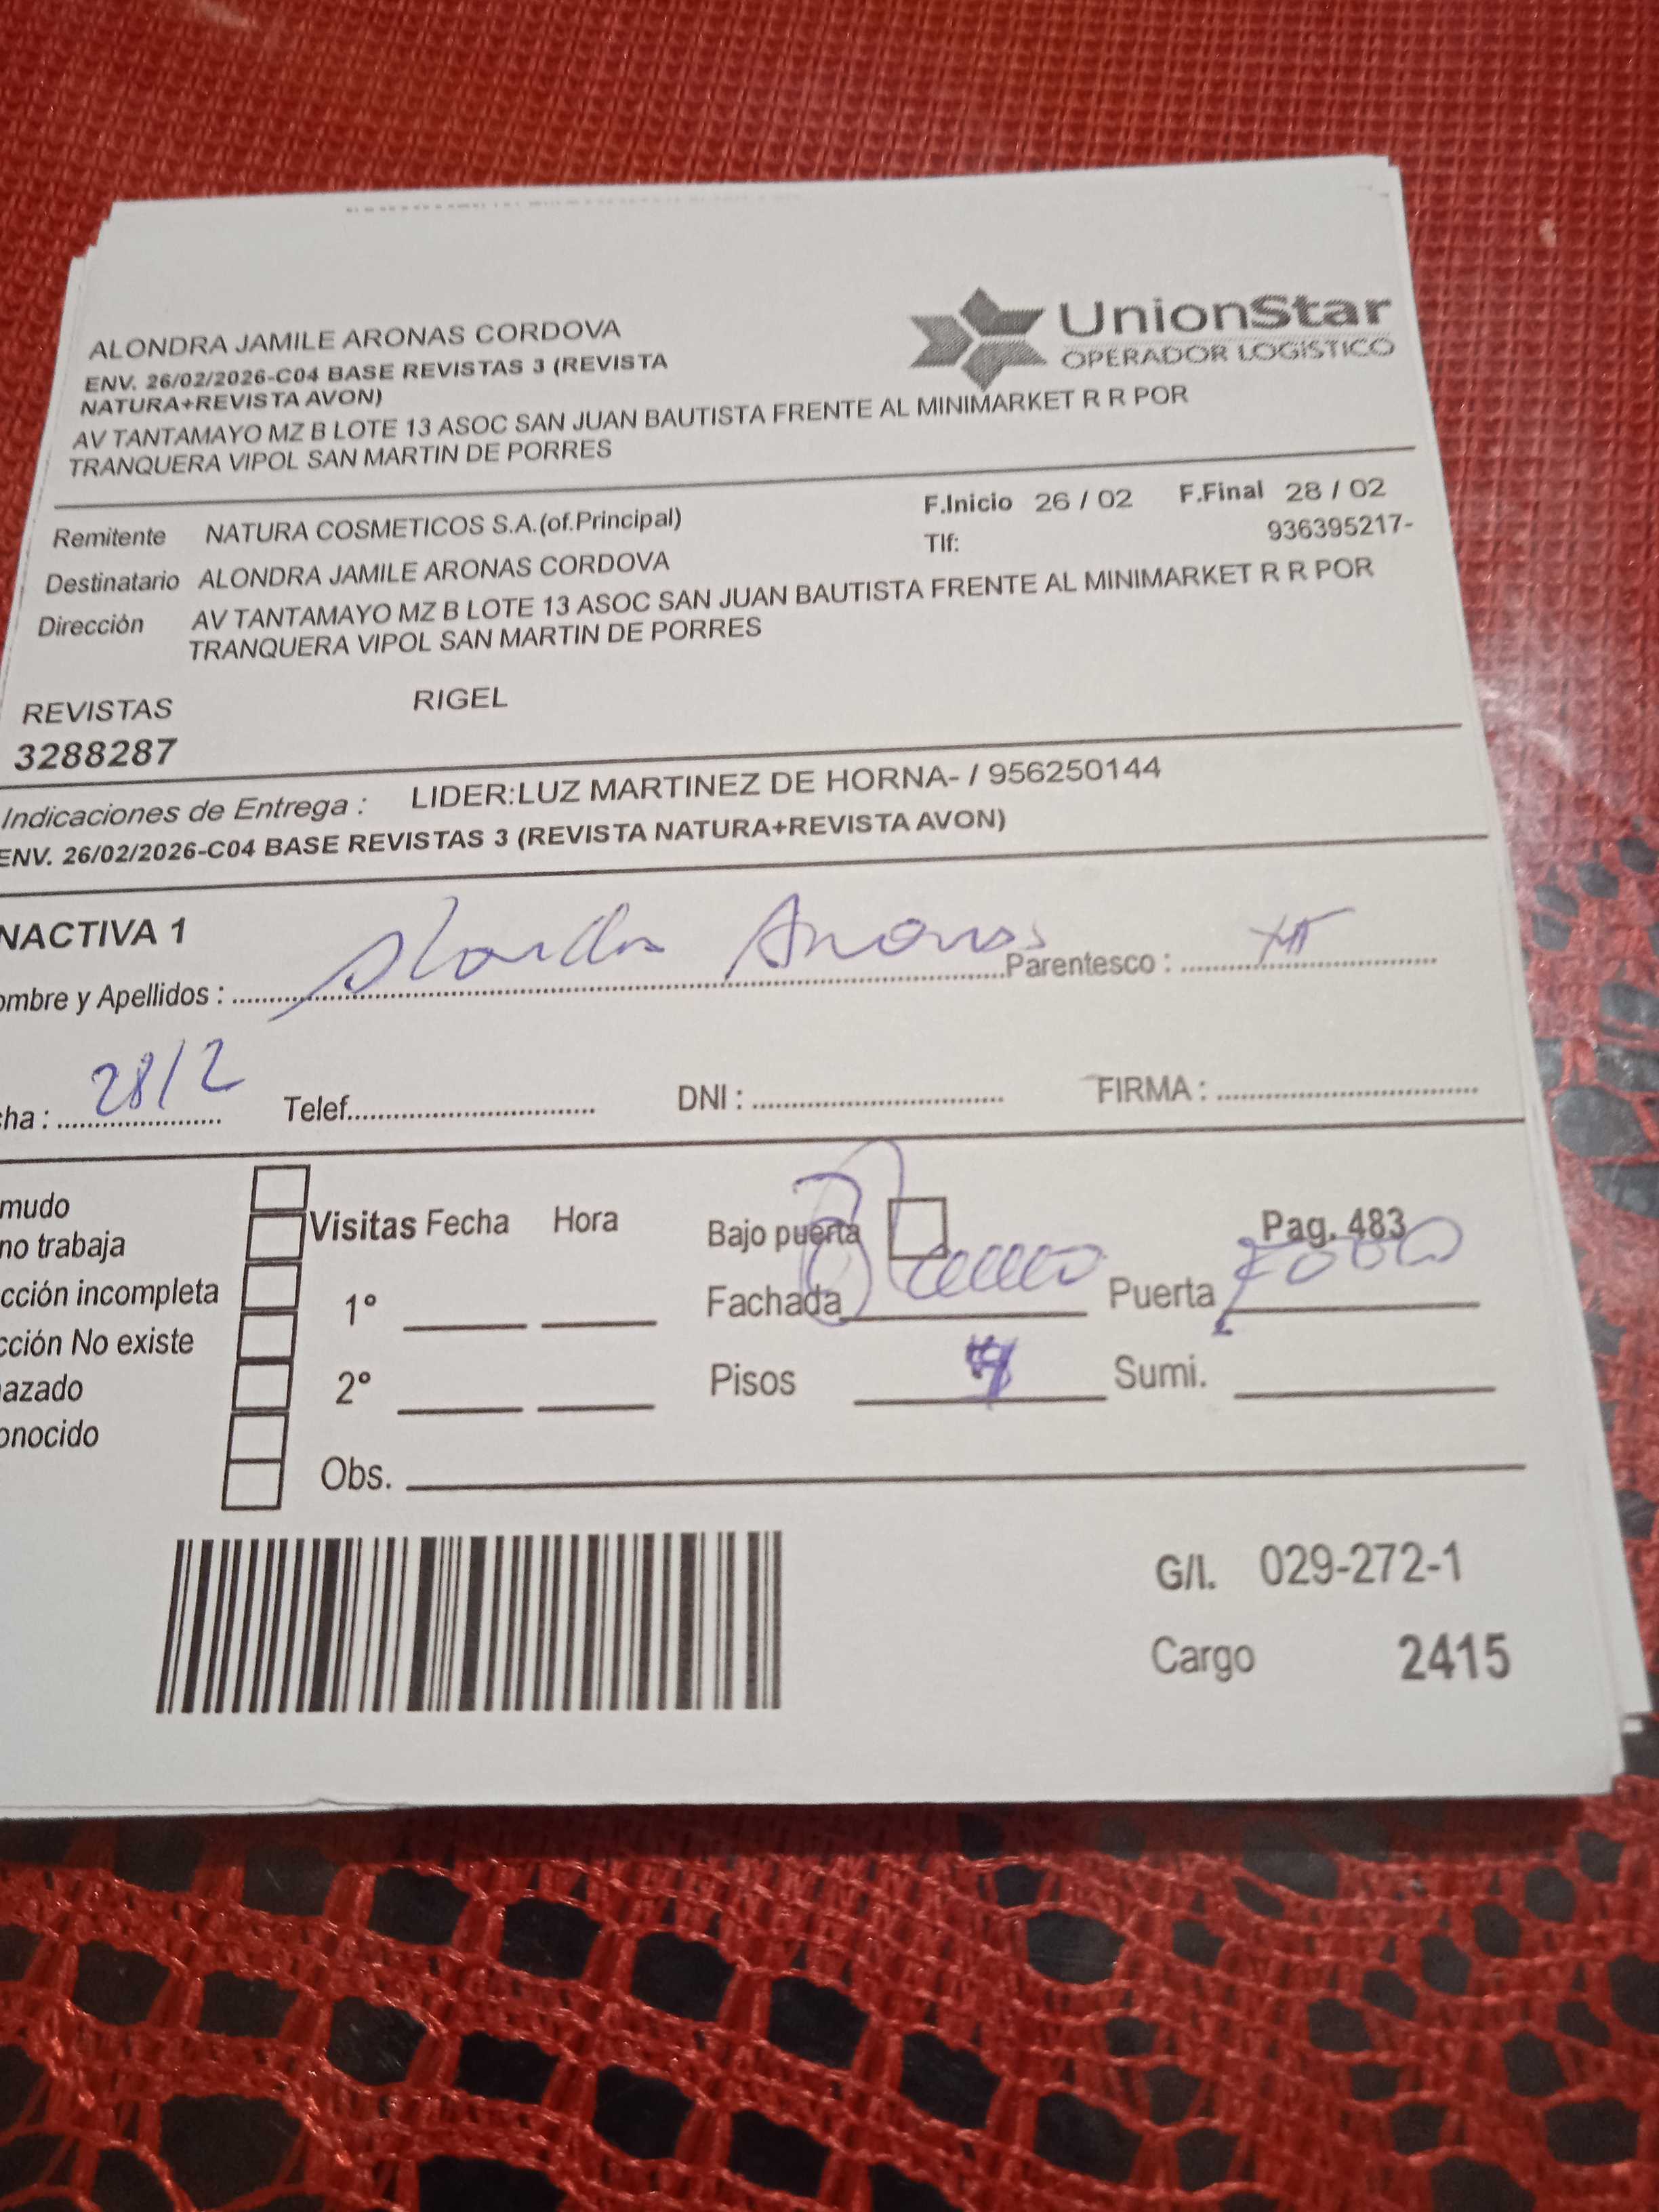 ALONDRA JAMILE ARONAS CORDOVA
ENV. 26/02/2026-C04 BASE REVISTAS 3 (REVISTA
NATURA+REVISTA AVON)
AV TANTAMAYO MZ B LOTE 13 ASOC SAN JUAN BAUTISTA FRENTE AL MINIMARKET R R POR
TRANQUERA VIPOL SAN MARTIN DE PORRES
UnionStar
OPERADOR LOGÍSTICO
Remitente NATURA COSMETICOS S.A.(of.Principal)
F.Inicio 26 / 02 F.Final 28 / 02
Tlf: 936395217-
Destinatario ALONDRA JAMILE ARONAS CORDOVA
Dirección AV TANTAMAYO MZ B LOTE 13 ASOC SAN JUAN BAUTISTA FRENTE AL MINIMARKET R R POR
TRANQUERA VIPOL SAN MARTIN DE PORRES
REVISTAS RIGEL
3288287
Indicaciones de Entrega : LIDER:LUZ MARTINEZ DE HORNA- / 956250144
ENV. 26/02/2026-C04 BASE REVISTAS 3 (REVISTA NATURA+REVISTA AVON)
NACTIVA 1
ombre y Apellidos : Alondra Aronas Parentesco :
cha : 28/2 Telef. DNI : FIRMA :
mudo
no trabaja
cción incompleta
cción No existe
azado
onocido
Visitas Fecha Hora
1°
2°
Obs.
Bajo puerta Pag. 483
Fachada Puerta
Pisos Sumi.
G/I. 029-272-1
Cargo 2415